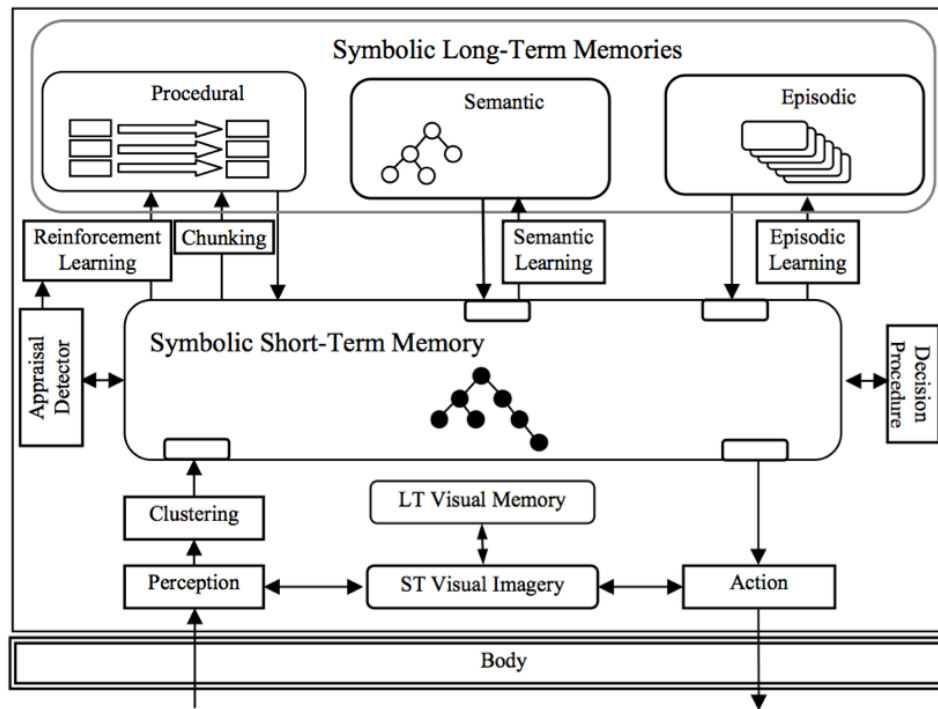 Symbolic Long-Term Memories
Procedural
Semantic
Episodic
Reinforcement
Learning
Chunking
Semantic
Learning
Episodic
Learning
Symbolic Short-Term Memory
Appraisal
Detector
Decision
Procedure
Clustering
LT Visual Memory
Perception
ST Visual Imagery
Action
Body